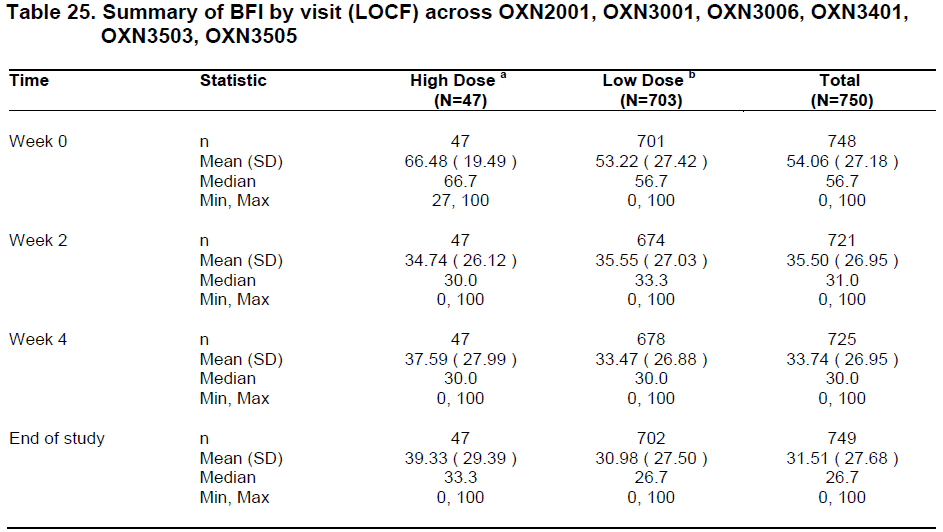 Table 25. Summary of BFI by visit (LOCF) across OXN2001, OXN3001, OXN3006, OXN3401,
OXN3503, OXN3505
Time Statistic High Dose a Low Dose b Total
(N=47) (N=703) (N=750)
Week 0 n 47 701 748
Mean (SD) 66.48 ( 19.49 ) 53.22 ( 27.42 ) 54.06 ( 27.18 )
Median 66.7 56.7 56.7
Min, Max 27, 100 0, 100 0, 100
Week 2 n 47 674 721
Mean (SD) 34.74 ( 26.12 ) 35.55 ( 27.03 ) 35.50 ( 26.95 )
Median 30.0 33.3 31.0
Min, Max 0, 100 0, 100 0, 100
Week 4 n 47 678 725
Mean (SD) 37.59 ( 27.99 ) 33.47 ( 26.88 ) 33.74 ( 26.95 )
Median 30.0 30.0 30.0
Min, Max 0, 100 0, 100 0, 100
End of study n 47 702 749
Mean (SD) 39.33 ( 29.39 ) 30.98 ( 27.50 ) 31.51 ( 27.68 )
Median 33.3 26.7 26.7
Min, Max 0, 100 0, 100 0, 100